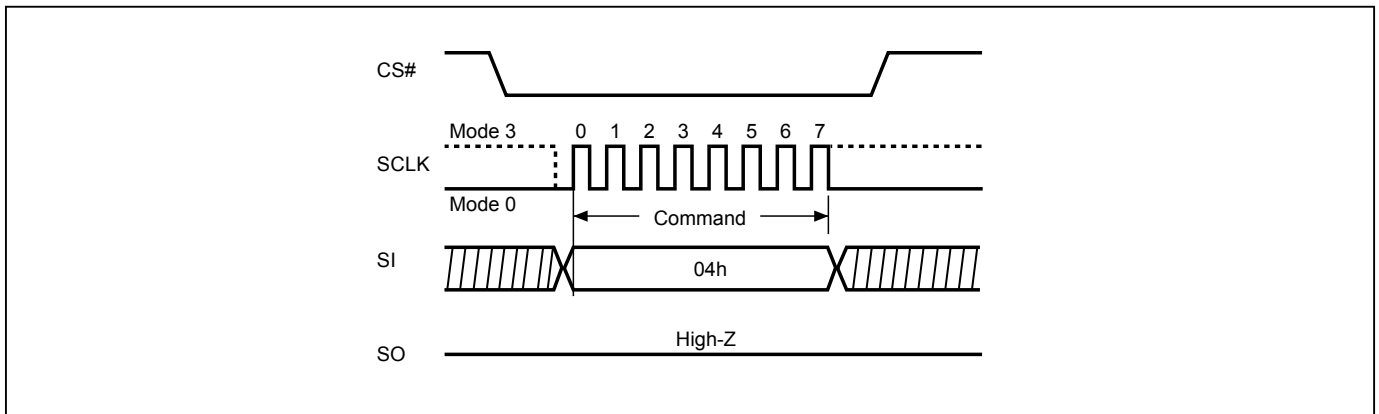 CS#
Mode 3 0 1 2 3 4 5 6 7
SCLK
Mode 0
Command
SI
04h
High-Z
SO